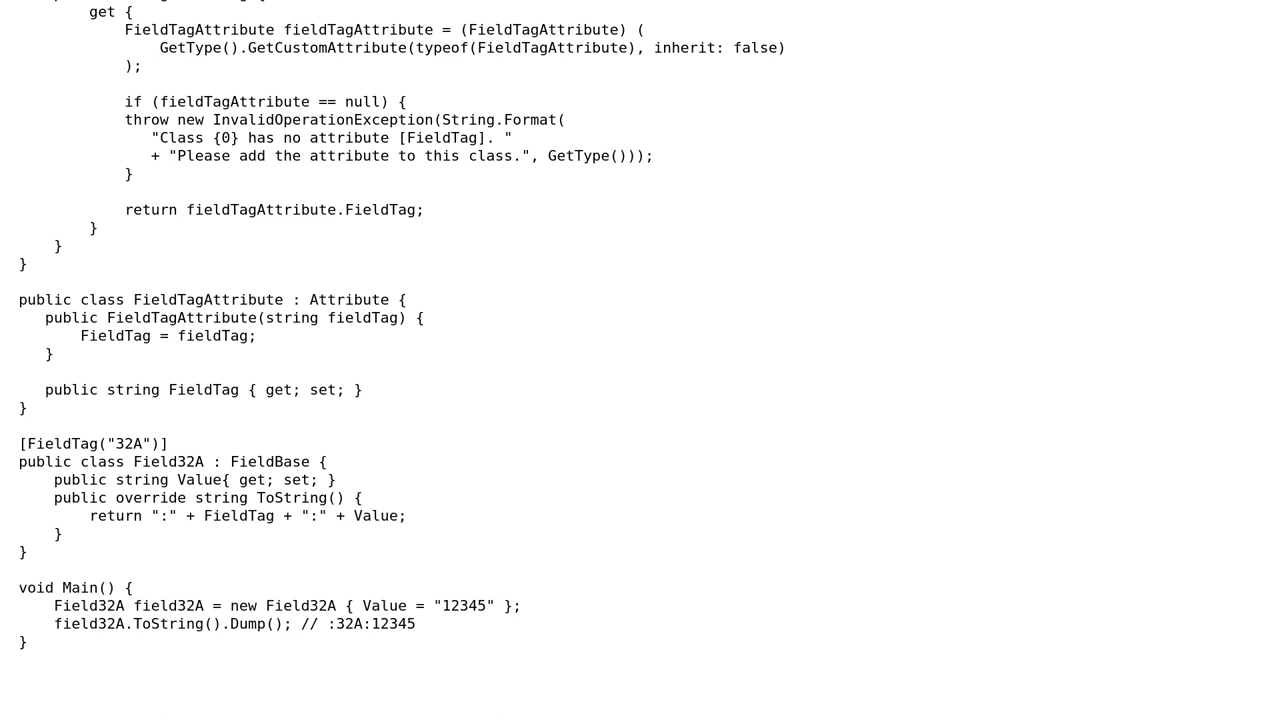 get {
FieldTagAttribute fieldTagAttribute = (FieldTagAttribute) (
GetType().GetCustomAttribute(typeof(FieldTagAttribute), inherit: false)
);
if (fieldTagAttribute == null) {
throw new InvalidOperationException(String.Format(
"Class {0} has no attribute [FieldTag]. "
+ "Please add the attribute to this class.", GetType()));
}
return fieldTagAttribute.FieldTag;
}
}
}
public class FieldTagAttribute : Attribute {
public FieldTagAttribute(string fieldTag) {
FieldTag = fieldTag;
}
public string FieldTag { get; set; }
}
[FieldTag("32A")]
public class Field32A : FieldBase {
public string Value{ get; set; }
public override string ToString() {
return ":" + FieldTag + ":" + Value;
}
}
void Main() {
Field32A field32A = new Field32A { Value = "12345" };
field32A.ToString().Dump(); // :32A:12345
}